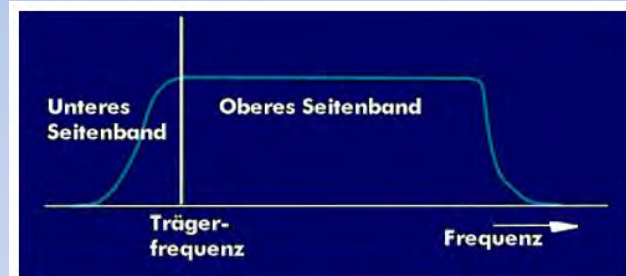 Unteres
Seitenband
Oberes Seitenband
Träger-
frequenz
Frequenz